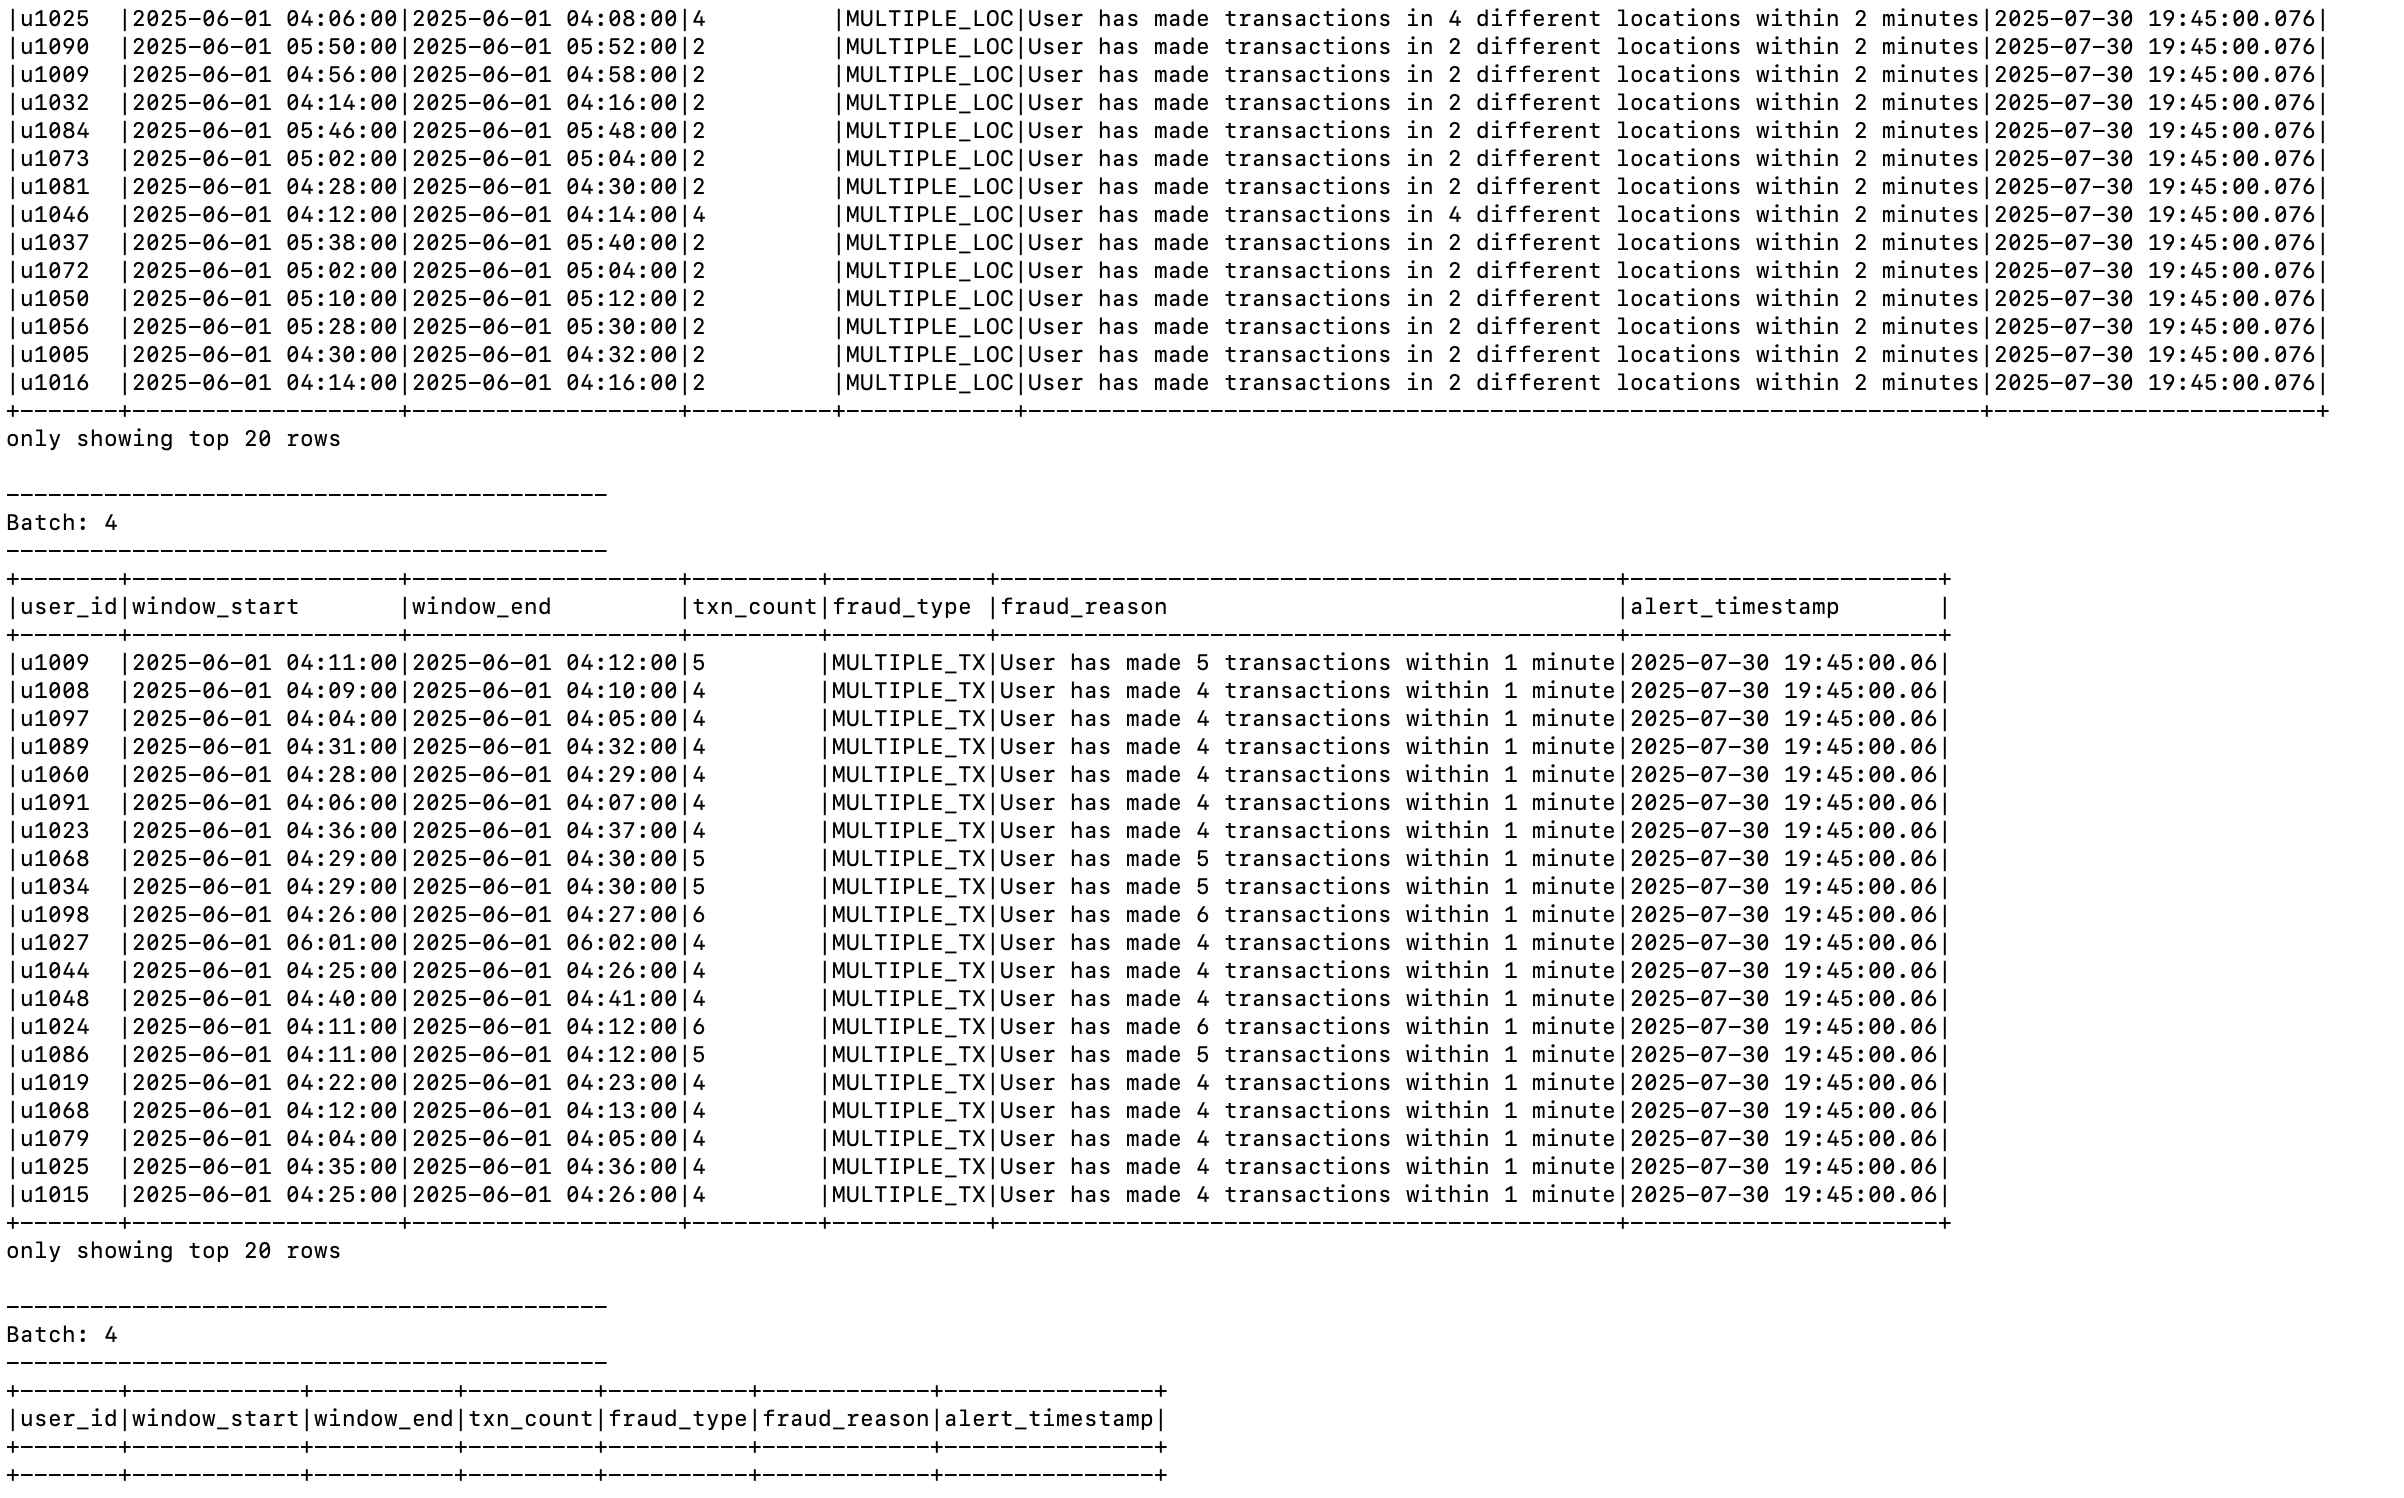 |u1025  |2025-06-01 04:06:00|2025-06-01 04:08:00|4         |MULTIPLE_LOC|User has made transactions in 4 different locations within 2 minutes|2025-07-30 19:45:00.076|
|u1090  |2025-06-01 05:50:00|2025-06-01 05:52:00|2         |MULTIPLE_LOC|User has made transactions in 2 different locations within 2 minutes|2025-07-30 19:45:00.076|
|u1009  |2025-06-01 04:56:00|2025-06-01 04:58:00|2         |MULTIPLE_LOC|User has made transactions in 2 different locations within 2 minutes|2025-07-30 19:45:00.076|
|u1032  |2025-06-01 04:14:00|2025-06-01 04:16:00|2         |MULTIPLE_LOC|User has made transactions in 2 different locations within 2 minutes|2025-07-30 19:45:00.076|
|u1084  |2025-06-01 05:46:00|2025-06-01 05:48:00|2         |MULTIPLE_LOC|User has made transactions in 2 different locations within 2 minutes|2025-07-30 19:45:00.076|
|u1073  |2025-06-01 05:02:00|2025-06-01 05:04:00|2         |MULTIPLE_LOC|User has made transactions in 2 different locations within 2 minutes|2025-07-30 19:45:00.076|
|u1081  |2025-06-01 04:28:00|2025-06-01 04:30:00|2         |MULTIPLE_LOC|User has made transactions in 2 different locations within 2 minutes|2025-07-30 19:45:00.076|
|u1046  |2025-06-01 04:12:00|2025-06-01 04:14:00|4         |MULTIPLE_LOC|User has made transactions in 4 different locations within 2 minutes|2025-07-30 19:45:00.076|
|u1037  |2025-06-01 05:38:00|2025-06-01 05:40:00|2         |MULTIPLE_LOC|User has made transactions in 2 different locations within 2 minutes|2025-07-30 19:45:00.076|
|u1072  |2025-06-01 05:02:00|2025-06-01 05:04:00|2         |MULTIPLE_LOC|User has made transactions in 2 different locations within 2 minutes|2025-07-30 19:45:00.076|
|u1050  |2025-06-01 05:10:00|2025-06-01 05:12:00|2         |MULTIPLE_LOC|User has made transactions in 2 different locations within 2 minutes|2025-07-30 19:45:00.076|
|u1056  |2025-06-01 05:28:00|2025-06-01 05:30:00|2         |MULTIPLE_LOC|User has made transactions in 2 different locations within 2 minutes|2025-07-30 19:45:00.076|
|u1005  |2025-06-01 04:30:00|2025-06-01 04:32:00|2         |MULTIPLE_LOC|User has made transactions in 2 different locations within 2 minutes|2025-07-30 19:45:00.076|
|u1016  |2025-06-01 04:14:00|2025-06-01 04:16:00|2         |MULTIPLE_LOC|User has made transactions in 2 different locations within 2 minutes|2025-07-30 19:45:00.076|
+-------+-------------------+-------------------+----------+------------+--------------------------------------------------------------------+-----------------------+
only showing top 20 rows

-------------------------------------------
Batch: 4
-------------------------------------------
+-------+-------------------+-------------------+---------+-----------+--------------------------------------------+----------------------+
|user_id|window_start       |window_end         |txn_count|fraud_type |fraud_reason                                |alert_timestamp       |
+-------+-------------------+-------------------+---------+-----------+--------------------------------------------+----------------------+
|u1009  |2025-06-01 04:11:00|2025-06-01 04:12:00|5        |MULTIPLE_TX|User has made 5 transactions within 1 minute|2025-07-30 19:45:00.06|
|u1008  |2025-06-01 04:09:00|2025-06-01 04:10:00|4        |MULTIPLE_TX|User has made 4 transactions within 1 minute|2025-07-30 19:45:00.06|
|u1097  |2025-06-01 04:04:00|2025-06-01 04:05:00|4        |MULTIPLE_TX|User has made 4 transactions within 1 minute|2025-07-30 19:45:00.06|
|u1089  |2025-06-01 04:31:00|2025-06-01 04:32:00|4        |MULTIPLE_TX|User has made 4 transactions within 1 minute|2025-07-30 19:45:00.06|
|u1060  |2025-06-01 04:28:00|2025-06-01 04:29:00|4        |MULTIPLE_TX|User has made 4 transactions within 1 minute|2025-07-30 19:45:00.06|
|u1091  |2025-06-01 04:06:00|2025-06-01 04:07:00|4        |MULTIPLE_TX|User has made 4 transactions within 1 minute|2025-07-30 19:45:00.06|
|u1023  |2025-06-01 04:36:00|2025-06-01 04:37:00|4        |MULTIPLE_TX|User has made 4 transactions within 1 minute|2025-07-30 19:45:00.06|
|u1068  |2025-06-01 04:29:00|2025-06-01 04:30:00|5        |MULTIPLE_TX|User has made 5 transactions within 1 minute|2025-07-30 19:45:00.06|
|u1034  |2025-06-01 04:29:00|2025-06-01 04:30:00|5        |MULTIPLE_TX|User has made 5 transactions within 1 minute|2025-07-30 19:45:00.06|
|u1098  |2025-06-01 04:26:00|2025-06-01 04:27:00|6        |MULTIPLE_TX|User has made 6 transactions within 1 minute|2025-07-30 19:45:00.06|
|u1027  |2025-06-01 06:01:00|2025-06-01 06:02:00|4        |MULTIPLE_TX|User has made 4 transactions within 1 minute|2025-07-30 19:45:00.06|
|u1044  |2025-06-01 04:25:00|2025-06-01 04:26:00|4        |MULTIPLE_TX|User has made 4 transactions within 1 minute|2025-07-30 19:45:00.06|
|u1048  |2025-06-01 04:40:00|2025-06-01 04:41:00|4        |MULTIPLE_TX|User has made 4 transactions within 1 minute|2025-07-30 19:45:00.06|
|u1024  |2025-06-01 04:11:00|2025-06-01 04:12:00|6        |MULTIPLE_TX|User has made 6 transactions within 1 minute|2025-07-30 19:45:00.06|
|u1086  |2025-06-01 04:11:00|2025-06-01 04:12:00|5        |MULTIPLE_TX|User has made 5 transactions within 1 minute|2025-07-30 19:45:00.06|
|u1019  |2025-06-01 04:22:00|2025-06-01 04:23:00|4        |MULTIPLE_TX|User has made 4 transactions within 1 minute|2025-07-30 19:45:00.06|
|u1068  |2025-06-01 04:12:00|2025-06-01 04:13:00|4        |MULTIPLE_TX|User has made 4 transactions within 1 minute|2025-07-30 19:45:00.06|
|u1079  |2025-06-01 04:04:00|2025-06-01 04:05:00|4        |MULTIPLE_TX|User has made 4 transactions within 1 minute|2025-07-30 19:45:00.06|
|u1025  |2025-06-01 04:35:00|2025-06-01 04:36:00|4        |MULTIPLE_TX|User has made 4 transactions within 1 minute|2025-07-30 19:45:00.06|
|u1015  |2025-06-01 04:25:00|2025-06-01 04:26:00|4        |MULTIPLE_TX|User has made 4 transactions within 1 minute|2025-07-30 19:45:00.06|
+-------+-------------------+-------------------+---------+-----------+--------------------------------------------+----------------------+
only showing top 20 rows

-------------------------------------------
Batch: 4
-------------------------------------------
+-------+------------+----------+---------+----------+------------+---------------+
|user_id|window_start|window_end|txn_count|fraud_type|fraud_reason|alert_timestamp|
+-------+------------+----------+---------+----------+------------+---------------+
+-------+------------+----------+---------+----------+------------+---------------+